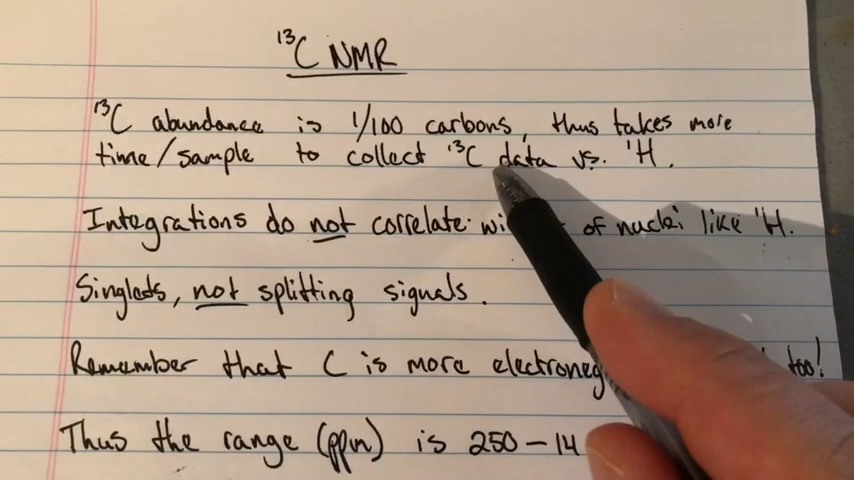 ¹³C NMR
¹³C abundance is 1/100 carbons, thus takes more
time/sample to collect ¹³C data vs. ¹H.
Integrations do not correlate of nuclei like ¹H.
Singlets, not splitting signals.
Remember that C is more too!
Thus the range (ppm) is 250-14